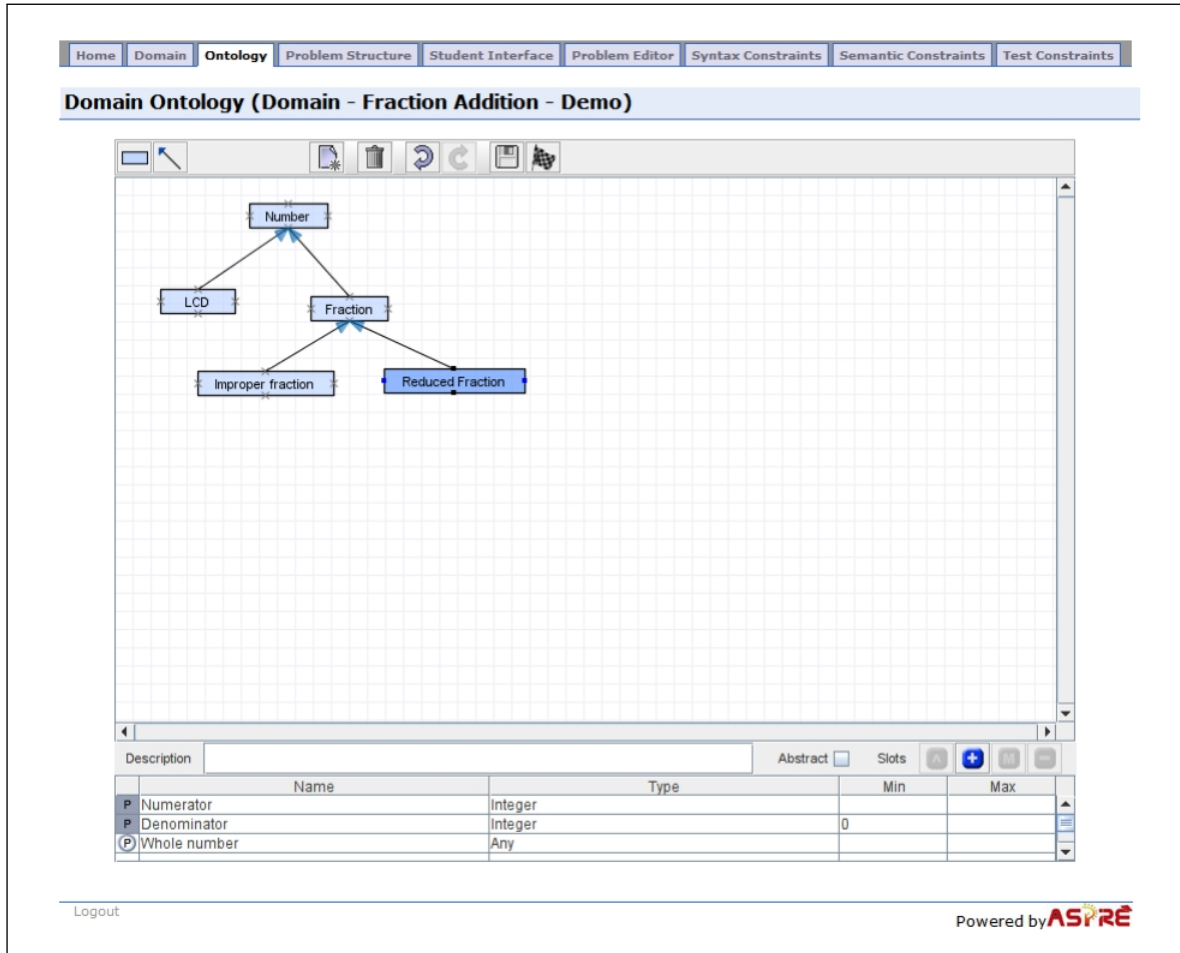 Home Domain Ontology Problem Structure Student Interface Problem Editor Syntax Constraints Semantic Constraints Test Constraints
Domain Ontology (Domain - Fraction Addition - Demo)
Number
LCD
Fraction
Improper fraction
Reduced Fraction
Description Abstract Slots ^ + M -
Name Type Min Max
P Numerator Integer
P Denominator Integer 0
P Whole number Any
Logout
Powered by ASPIRE